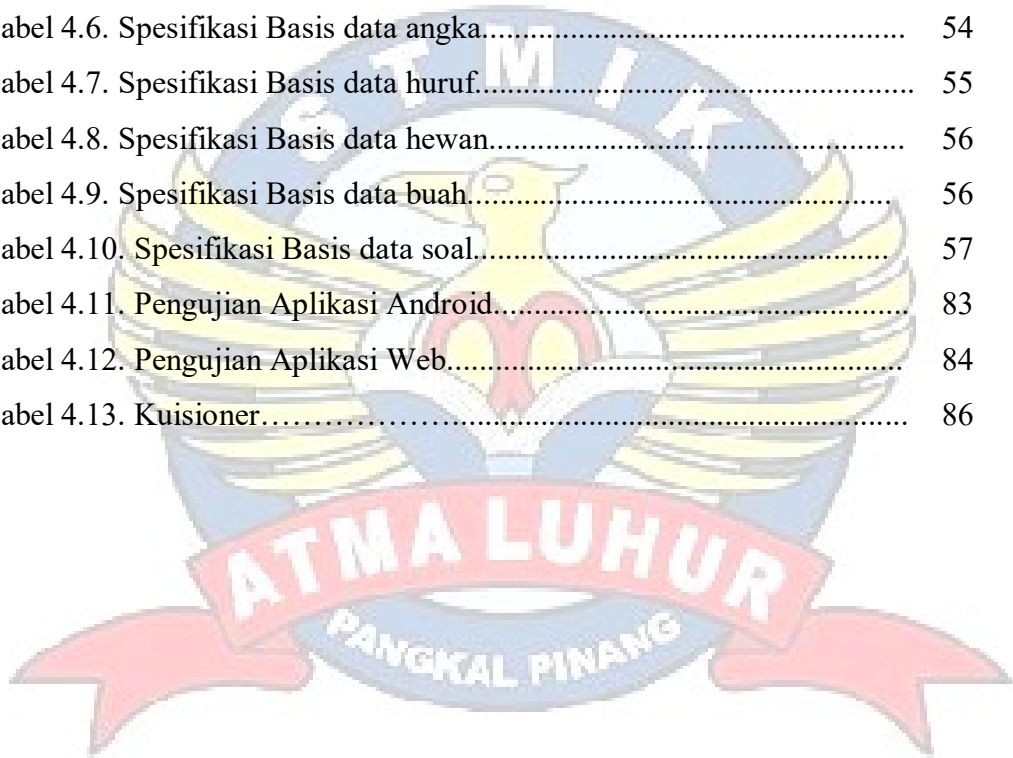 abel 4.6. Spesifikasi Basis data angka.................................................. 54
abel 4.7. Spesifikasi Basis data huruf................................................... 55
abel 4.8. Spesifikasi Basis data hewan................................................. 56
abel 4.9. Spesifikasi Basis data buah.................................................. 56
abel 4.10. Spesifikasi Basis data soal................................................. 57
abel 4.11. Pengujian Aplikasi Android................................................. 83
abel 4.12. Pengujian Aplikasi Web...................................................... 84
abel 4.13. Kuisioner…………………...................................................... 86
STMIK
ATMA LUHUR
PANGKAL PINANG